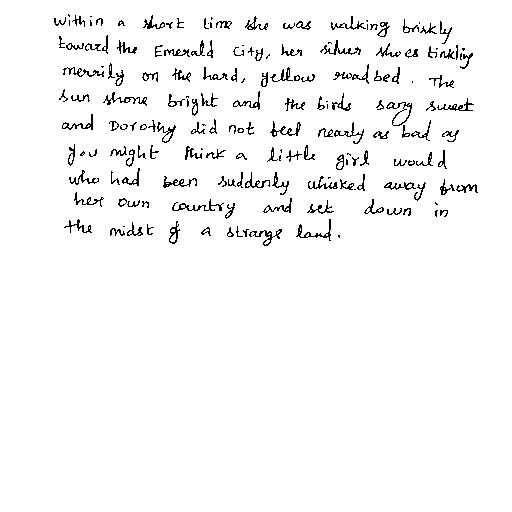 within a short time she was walking briskly
toward the Emerald City, her silver shoes tinkling
merrily on the hard, yellow roadbed. The
sun shone bright and the birds sang sweet
and Dorothy did not feel nearly as bad as
you might think a little girl would
who had been suddenly whisked away from
her own country and set down in
the midst of a strange land.